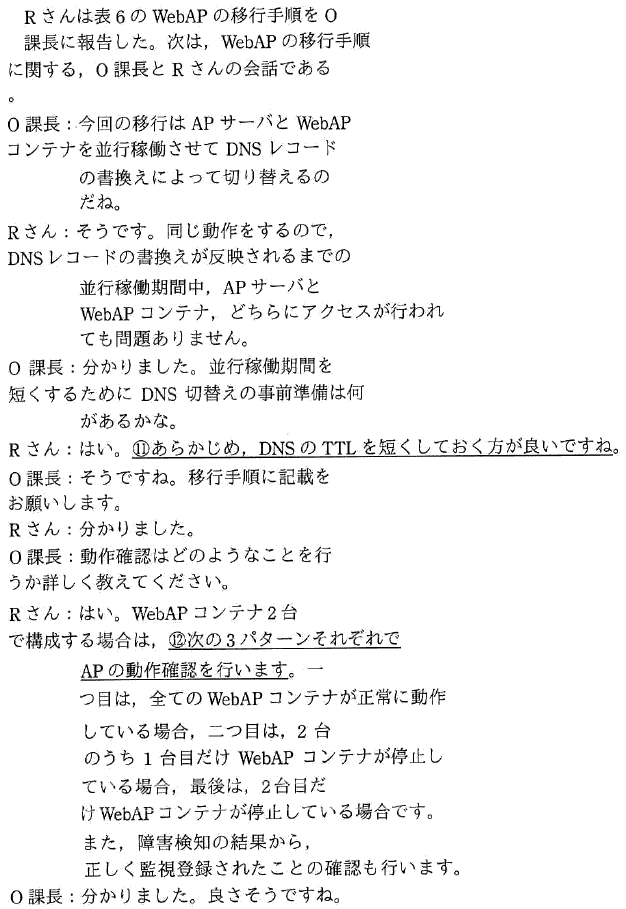 Rさんは表6のWebAPの移行手順をO
課長に報告した。次は，WebAPの移行手順
に関する，O課長とRさんの会話である
。
O課長：今回の移行はAPサーバとWebAP
コンテナを並行稼働させてDNSレコード
の書換えによって切り替えるの
だね。
Rさん：そうです。同じ動作をするので，
DNSレコードの書換えが反映されるまでの
並行稼働期間中，APサーバと
WebAPコンテナ，どちらにアクセスが行われ
ても問題ありません。
O課長：分かりました。並行稼働期間を
短くするためにDNS切替えの事前準備は何
があるかな。
Rさん：はい。⑪あらかじめ，DNSのTTLを短くしておく方が良いですね。
O課長：そうですね。移行手順に記載を
お願いします。
Rさん：分かりました。
O課長：動作確認はどのようなことを行
うか詳しく教えてください。
Rさん：はい。WebAPコンテナ2台
で構成する場合は，⑫次の3パターンそれぞれで
APの動作確認を行います。一
つ目は，全てのWebAPコンテナが正常に動作
している場合，二つ目は，2台
のうち1台目だけWebAPコンテナが停止し
ている場合，最後は，2台目だ
けWebAPコンテナが停止している場合です。
また，障害検知の結果から，
正しく監視登録されたことの確認も行います。
O課長：分かりました。良さそうですね。